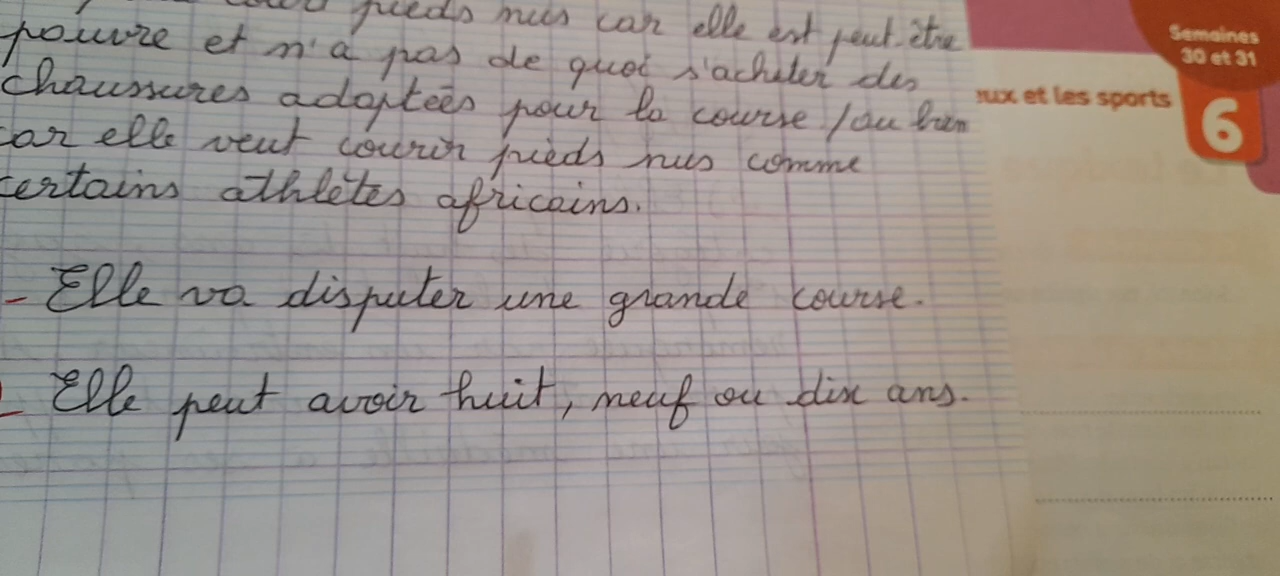 pieds nus car elle est peut-être
pauvre et n'a pas de quoi s'acheter des
chaussures adaptées pour la course / ou bien
car elle veut courir pieds nus comme
certains athlètes africains.
- Elle va disputer une grande course.
- Elle peut avoir huit, neuf ou dix ans.
Semaines
30 et 31
eux et les sports
6